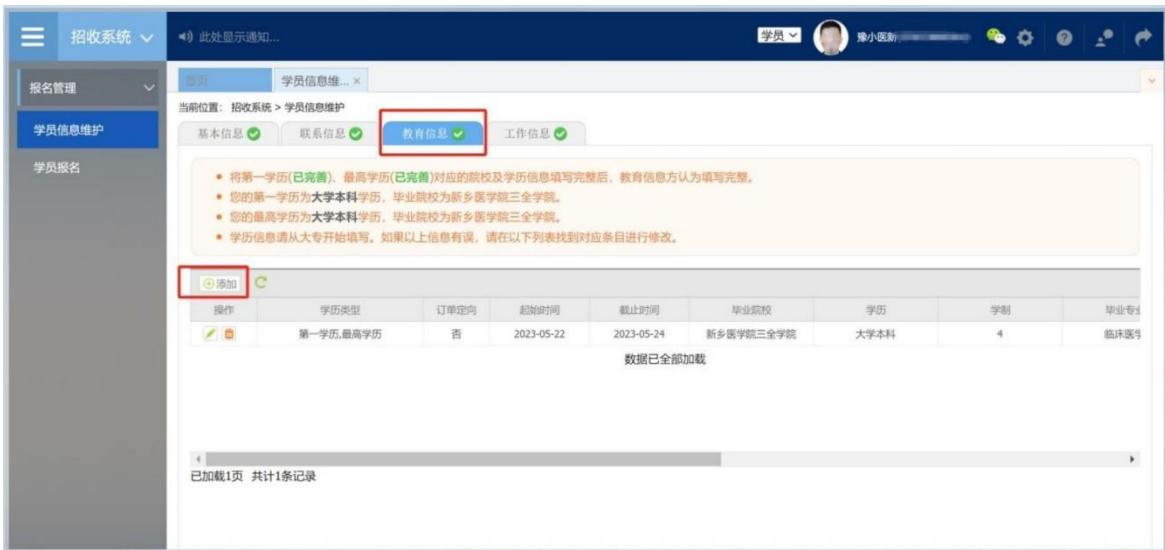 招收系统
此处显示通知...
学员
豫小医新
报名管理
学员信息维护
学员报名
首页
学员信息维... ×
当前位置： 招收系统 > 学员信息维护
基本信息
联系信息
教育信息
工作信息
将第一学历(已完善)、最高学历(已完善)对应的院校及学历信息填写完整后，教育信息方认为填写完整。
您的第一学历为大学本科学历，毕业院校为新乡医学院三全学院。
您的最高学历为大学本科学历，毕业院校为新乡医学院三全学院。
学历信息请从大专开始填写。如果以上信息有误，请在以下列表找到对应条目进行修改。
添加
操作 学历类型 订单定向 起始时间 截止时间 毕业院校 学历 学制 毕业专业
第一学历,最高学历 否 2023-05-22 2023-05-24 新乡医学院三全学院 大学本科 4 临床医学
数据已全部加载
已加载1页 共计1条记录